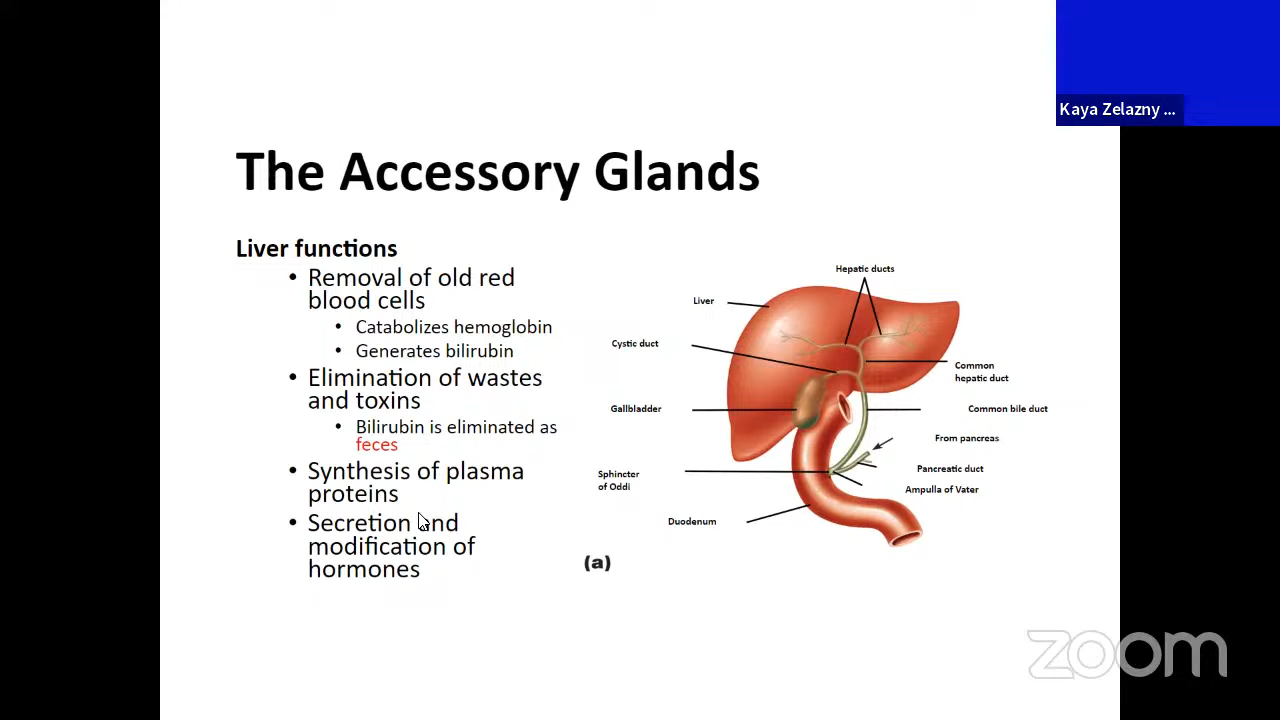 Kaya Zelazny ...
The Accessory Glands
Liver functions
• Removal of old red
blood cells
• Catabolizes hemoglobin
• Generates bilirubin
• Elimination of wastes
and toxins
• Bilirubin is eliminated as
feces
• Synthesis of plasma
proteins
• Secretion and
modification of
hormones
Hepatic ducts
Liver
Cystic duct
Common
hepatic duct
Gallbladder
Common bile duct
From pancreas
Pancreatic duct
Sphincter
of Oddi
Ampulla of Vater
Duodenum
(a)
zoom